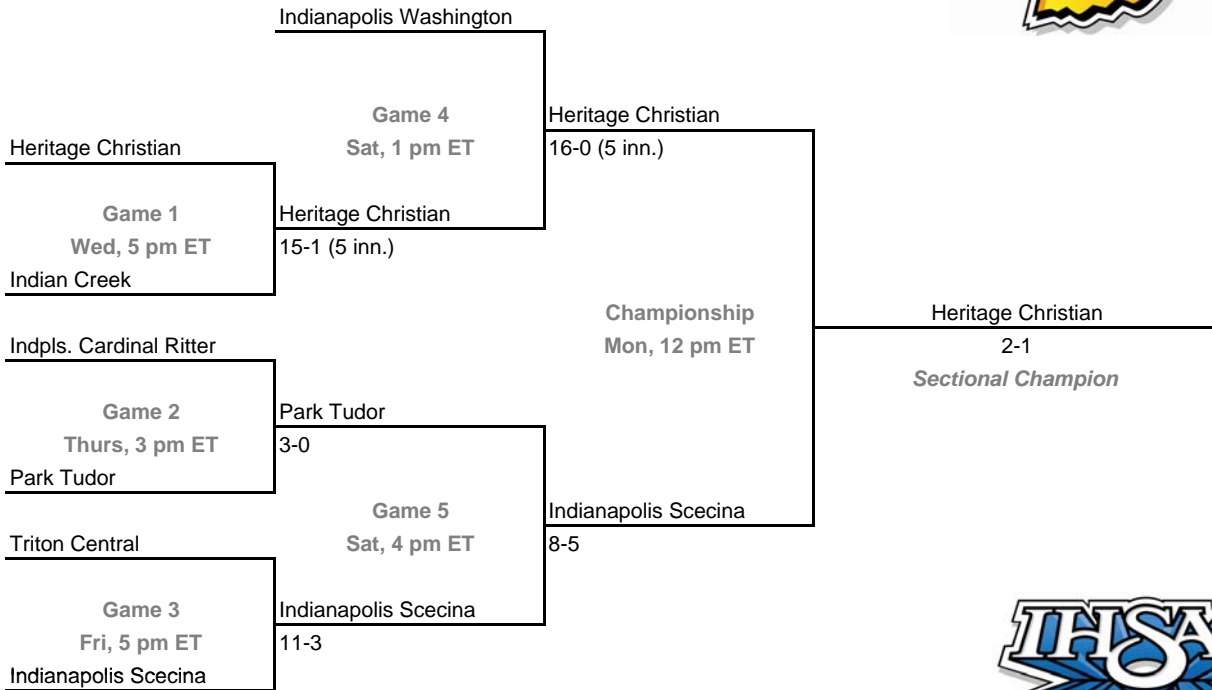 Indianapolis Washington
Game 4
Heritage Christian
Heritage Christian
Sat, 1 pm ET
16-0 (5 inn.)
Game 1
Heritage Christian
Wed, 5 pm ET
15-1 (5 inn.)
Indian Creek
Championship
Heritage Christian
Indpls. Cardinal Ritter
Mon, 12 pm ET
2-1
Sectional Champion
Game 2
Park Tudor
Thurs, 3 pm ET
3-0
Park Tudor
Game 5
Indianapolis Scecina
Triton Central
Sat, 4 pm ET
8-5
Game 3
Indianapolis Scecina
Fri, 5 pm ET
11-3
Indianapolis Scecina
IHSA